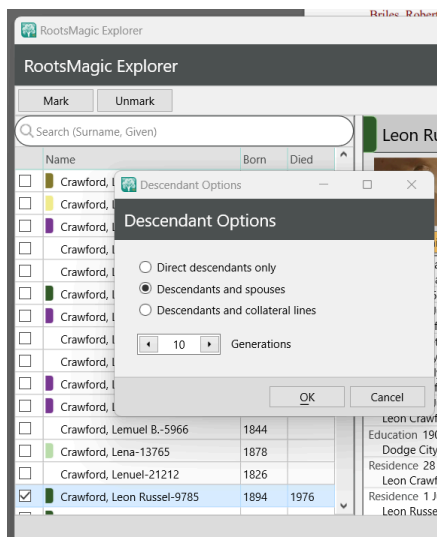 Briles, Rober
RootsMagic Explorer
RootsMagic Explorer
Mark Unmark
Search (Surname, Given)
Leon Ru
Name Born Died
Crawford, L
Descendant Options
Crawford, L
Crawford, L
Descendant Options
Crawford, L
Crawford, L
Direct descendants only
Crawford, L
Descendants and spouses
Crawford, L
Descendants and collateral lines
Crawford, L
Crawford, L
10 Generations
Crawford, L
Crawford, L
OK Cancel
Leon Crawf
Crawford, Lemuel B.-5966 1844
Education 190
Crawford, Lena-13765 1878
Dodge City
Crawford, Lenuel-21212 1826
Residence 28
Leon Crawf
Crawford, Leon Russel-9785 1894 1976
Residence 1 J
Leon Russe